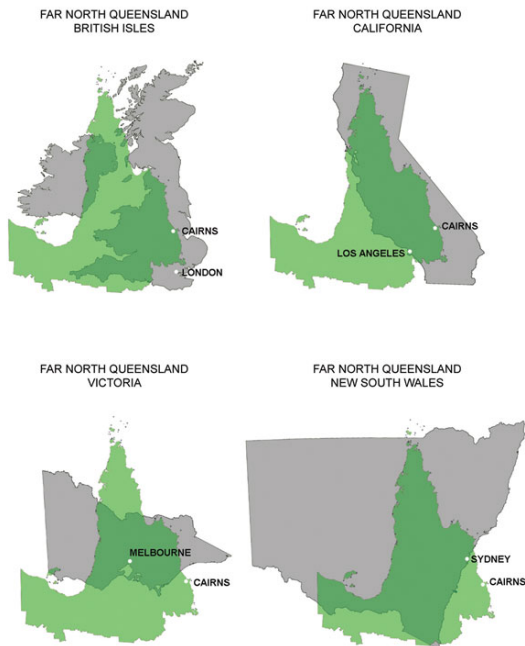 FAR NORTH QUEENSLAND
BRITISH ISLES
CAIRNS
LONDON
FAR NORTH QUEENSLAND
CALIFORNIA
CAIRNS
LOS ANGELES
FAR NORTH QUEENSLAND
VICTORIA
MELBOURNE
CAIRNS
FAR NORTH QUEENSLAND
NEW SOUTH WALES
SYDNEY
CAIRNS